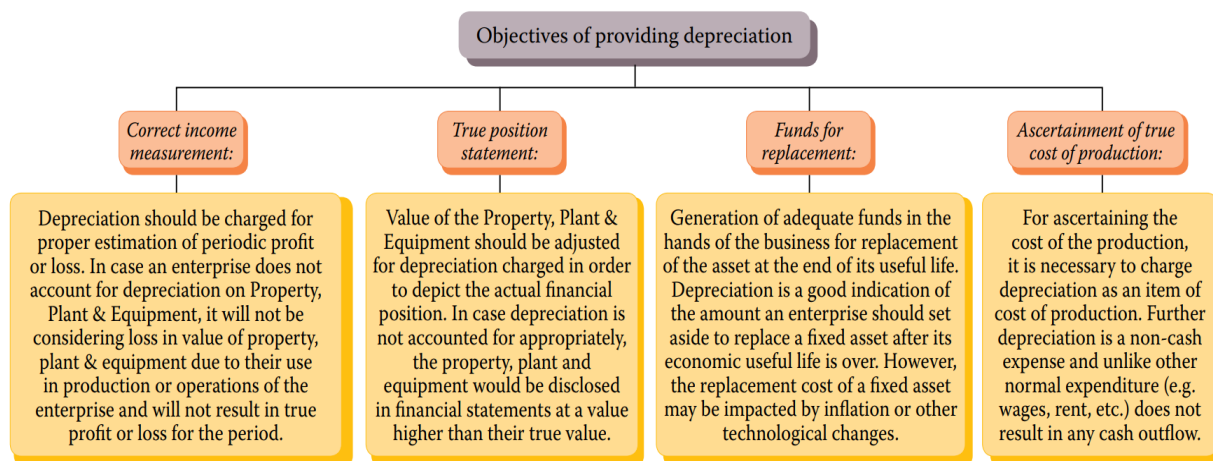 Objectives of providing depreciation
Correct income
measurement:
Depreciation should be charged for
proper estimation of periodic profit
or loss. In case an enterprise does not
account for depreciation on Property,
Plant & Equipment, it will not be
considering loss in value of property,
plant & equipment due to their use
in production or operations of the
enterprise and will not result in true
profit or loss for the period.
True position
statement:
Value of the Property, Plant &
Equipment should be adjusted
for depreciation charged in order
to depict the actual financial
position. In case depreciation is
not accounted for appropriately,
the property, plant and
equipment would be disclosed
in financial statements at a value
higher than their true value.
Funds for
replacement:
Generation of adequate funds in the
hands of the business for replacement
of the asset at the end of its useful life.
Depreciation is a good indication of
the amount an enterprise should set
aside to replace a fixed asset after its
economic useful life is over. However,
the replacement cost of a fixed asset
may be impacted by inflation or other
technological changes.
Ascertainment of true
cost of production:
For ascertaining the
cost of the production,
it is necessary to charge
depreciation as an item of
cost of production. Further
depreciation is a non-cash
expense and unlike other
normal expenditure (e.g.
wages, rent, etc.) does not
result in any cash outflow.